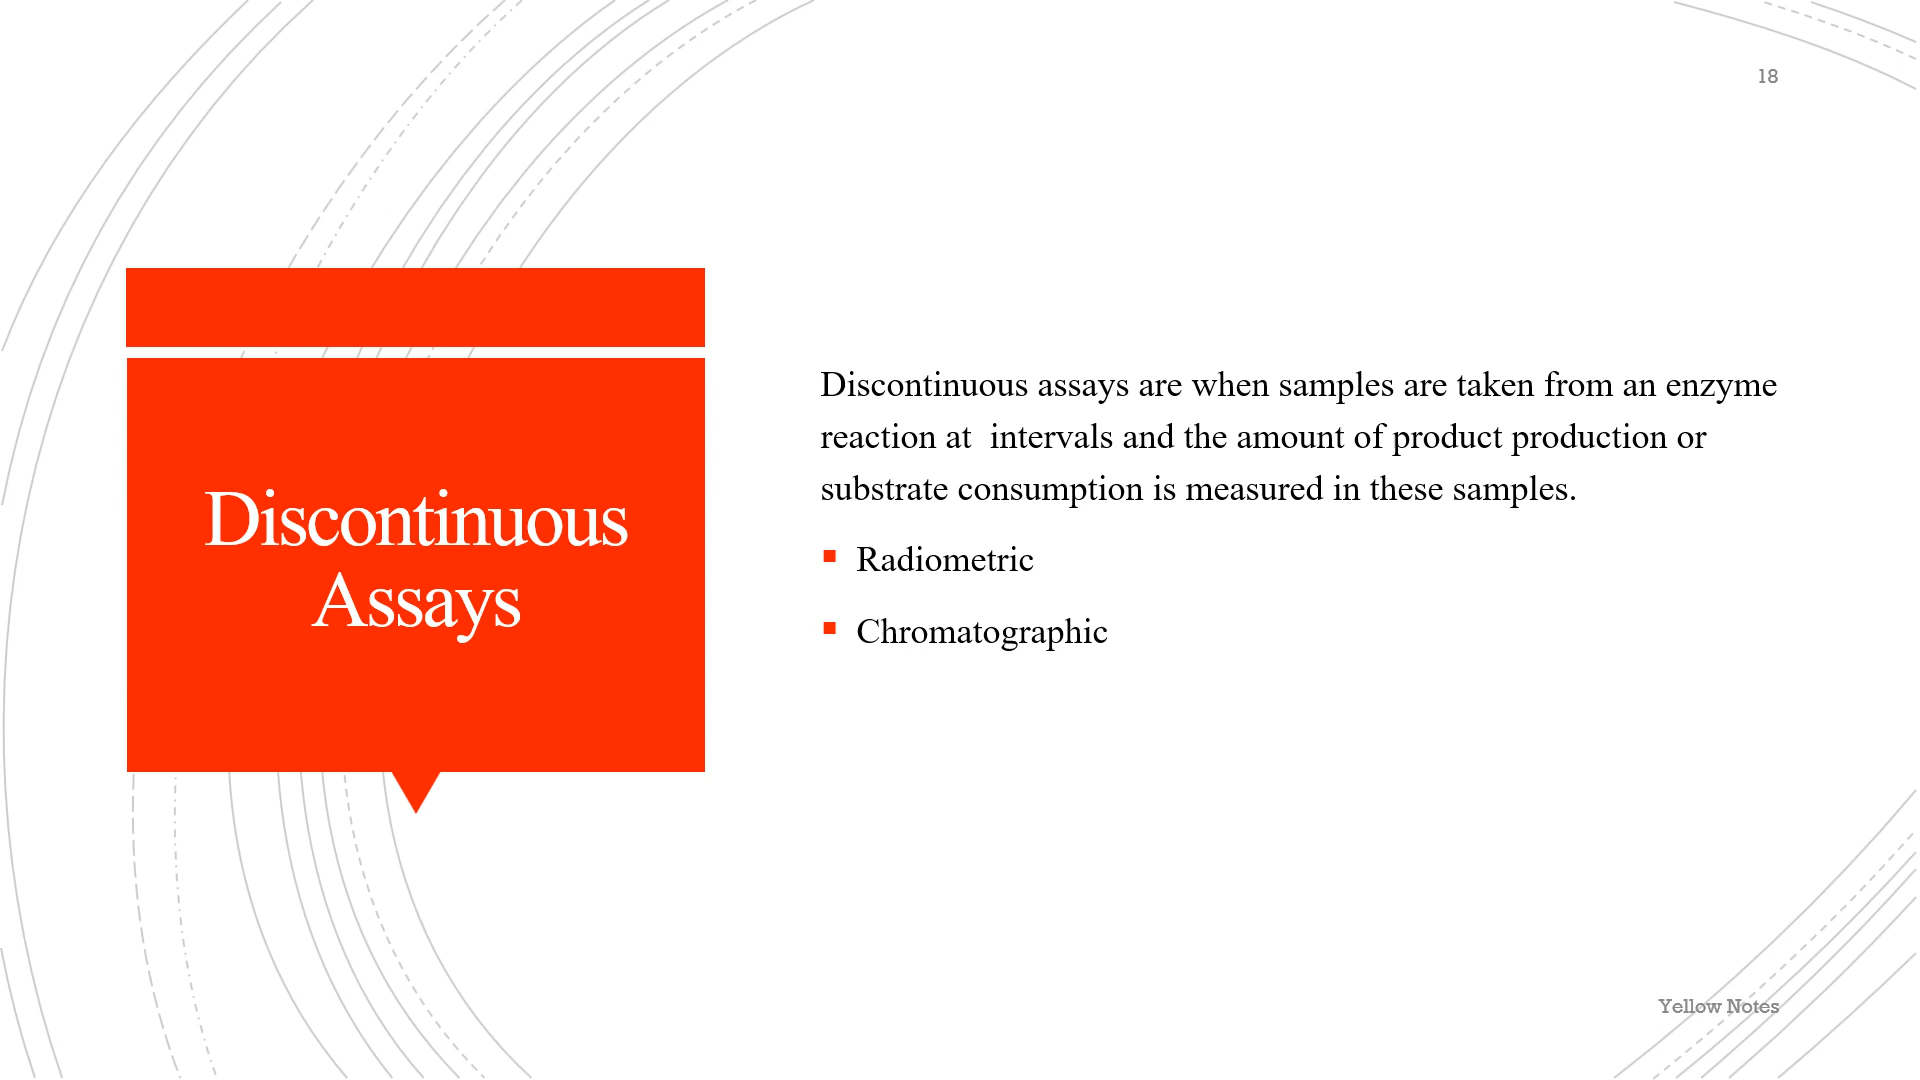 18
Discontinuous
Assays
Discontinuous assays are when samples are taken from an enzyme
reaction at  intervals and the amount of product production or
substrate consumption is measured in these samples.
▪ Radiometric
▪ Chromatographic
Yellow Notes